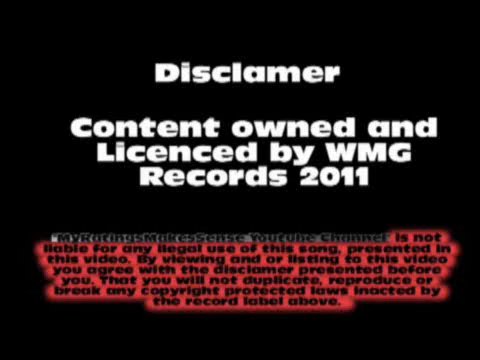 Disclamer
Content owned and
Licenced by WMG
Records 2011
"MyRatingsMakesSense Youtube Channel" is not
liable for any ilegal use of this song, presented in
this video. By viewing and or listing to this video
you agree with the disclamer presented before
you. That you will not duplicate, reproduce or
break any copyright protected laws inacted by
the record label above.